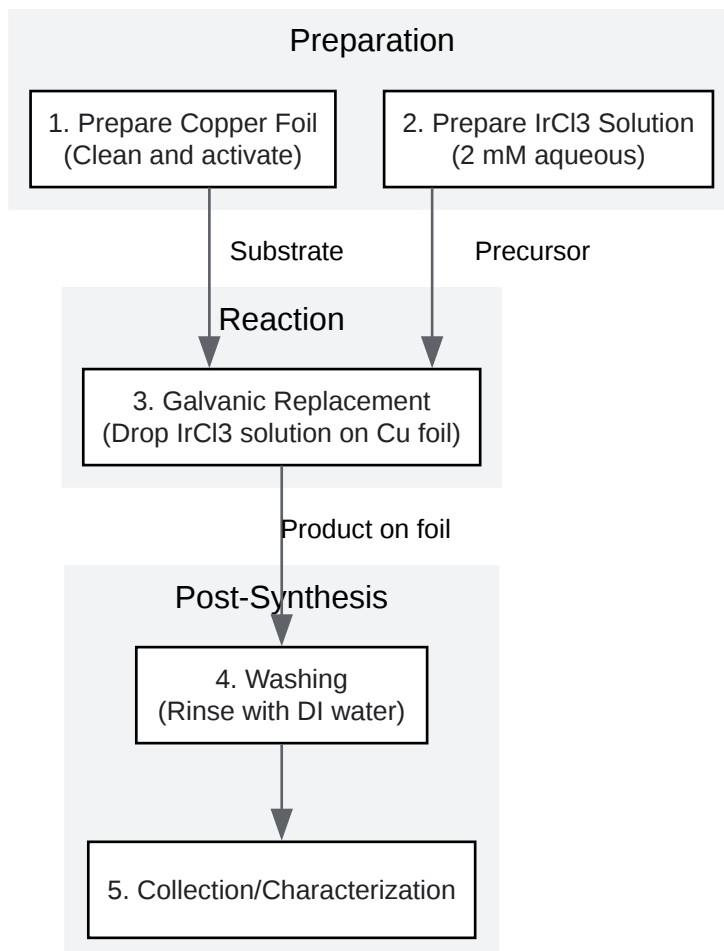 Preparation
1. Prepare Copper Foil
(Clean and activate)
2. Prepare IrCl3 Solution
(2 mM aqueous)
Substrate
Precursor
Reaction
3. Galvanic Replacement
(Drop IrCl3 solution on Cu foil)
Product on foil
Post-Synthesis
4. Washing
(Rinse with DI water)
5. Collection/Characterization